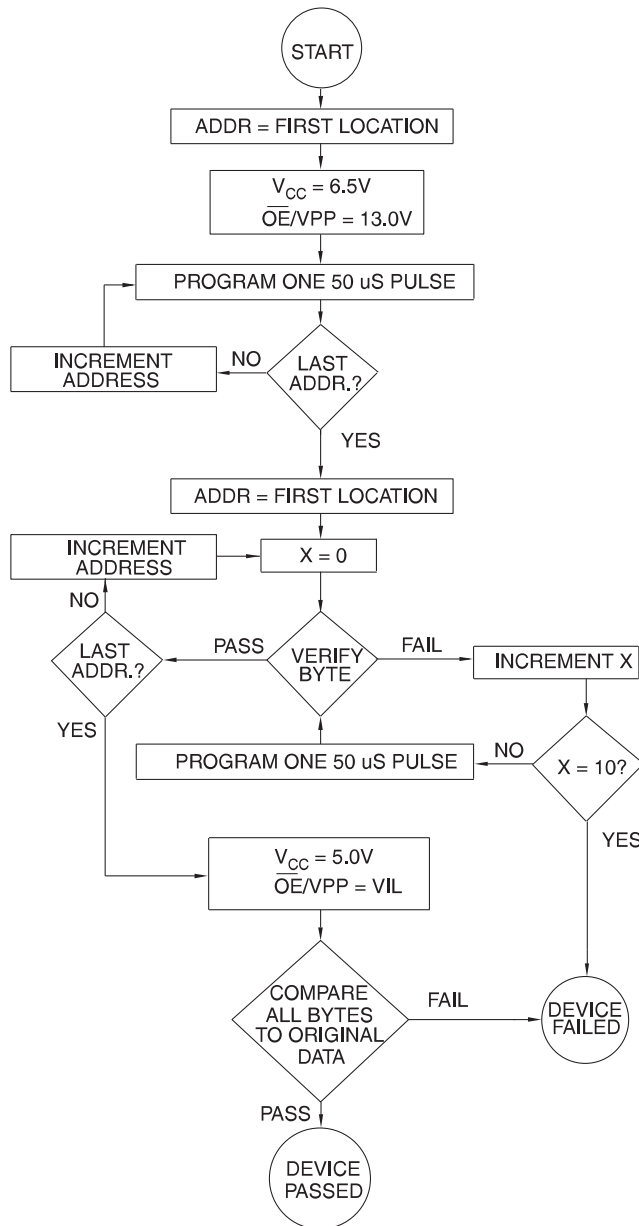 START
ADDR = FIRST LOCATION
VCC = 6.5V
O̅E̅/VPP = 13.0V
PROGRAM ONE 50 uS PULSE
INCREMENT
ADDRESS
NO
LAST
ADDR.?
YES
ADDR = FIRST LOCATION
INCREMENT
ADDRESS
X = 0
NO
LAST
ADDR.?
PASS
VERIFY
BYTE
FAIL
INCREMENT X
YES
PROGRAM ONE 50 uS PULSE
NO
X = 10?
YES
VCC = 5.0V
O̅E̅/VPP = VIL
COMPARE
ALL BYTES
TO ORIGINAL
DATA
FAIL
DEVICE
FAILED
PASS
DEVICE
PASSED